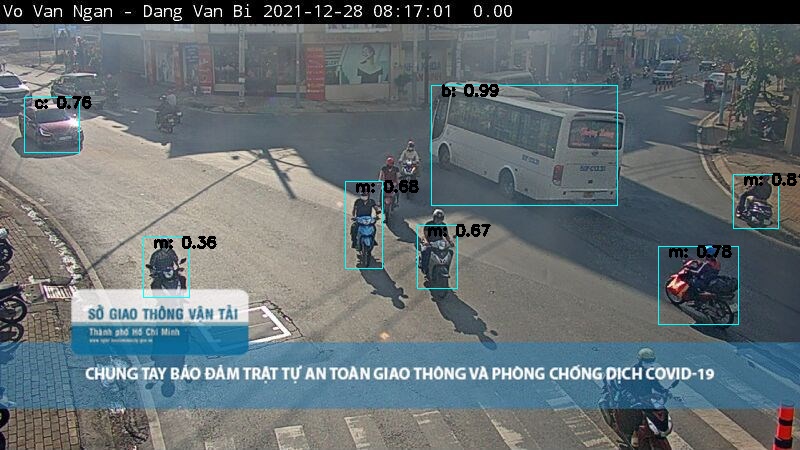 Vo Van Ngan - Dang Van Bi 2021-12-28 08:17:01 0.00
c: 0.76
b: 0.99
m: 0.68
m: 0.67
m: 0.81
m: 0.78
m: 0.36
SỞ GIAO THÔNG VẬN TẢI
Thành phố Hồ Chí Minh
CHUNG TAY BẢO ĐẢM TRẬT TỰ AN TOÀN GIAO THÔNG VÀ PHÒNG CHỐNG DỊCH COVID-19